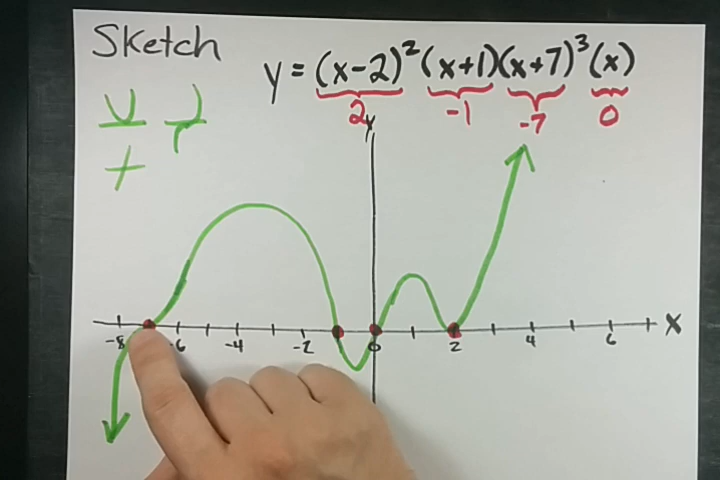 Sketch
y = (x-2)²(x+1)(x+7)³(x)
2 -1 -7 0
y
x
-8 -6 -4 -2 0 2 4 6